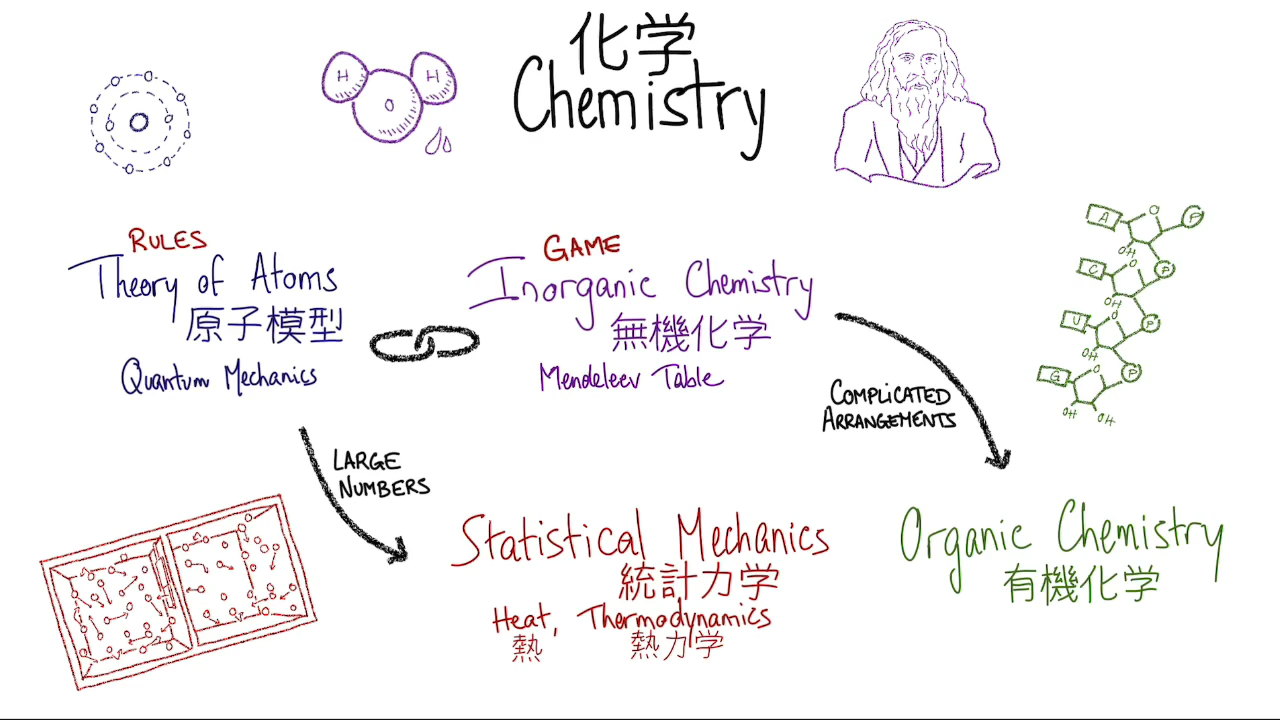 化学
Chemistry
H
H
O
RULES
Theory of Atoms
原子模型
Quantum Mechanics
GAME
Inorganic Chemistry
無機化学
Mendeleev Table
COMPLICATED
ARRANGEMENTS
A
O
P
OH
C
O
P
OH
U
O
P
OH
G
O
P
OH
OH
LARGE
NUMBERS
Statistical Mechanics
統計力学
Heat, Thermodynamics
熱 熱力学
Organic Chemistry
有機化学